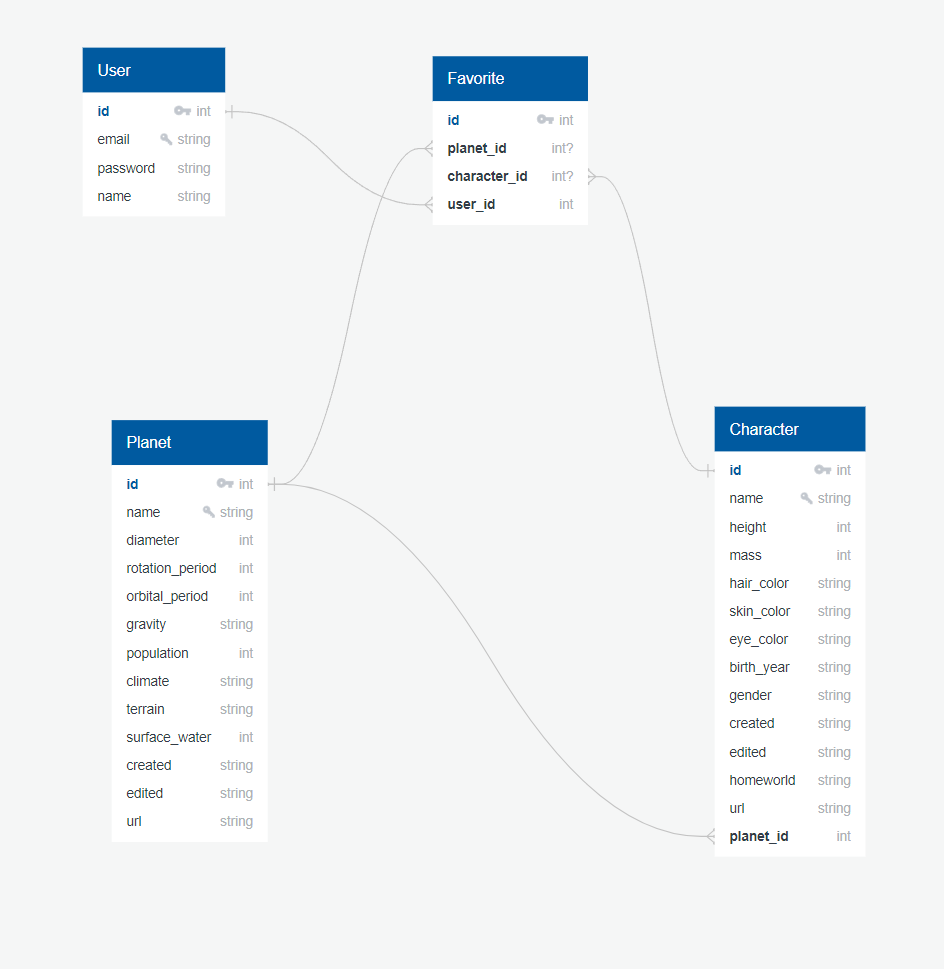 User
id int
email string
password string
name string
Favorite
id int
planet_id int?
character_id int?
user_id int
Planet
id int
name string
diameter int
rotation_period int
orbital_period int
gravity string
population int
climate string
terrain string
surface_water int
created string
edited string
url string
Character
id int
name string
height int
mass int
hair_color string
skin_color string
eye_color string
birth_year string
gender string
created string
edited string
homeworld string
url string
planet_id int